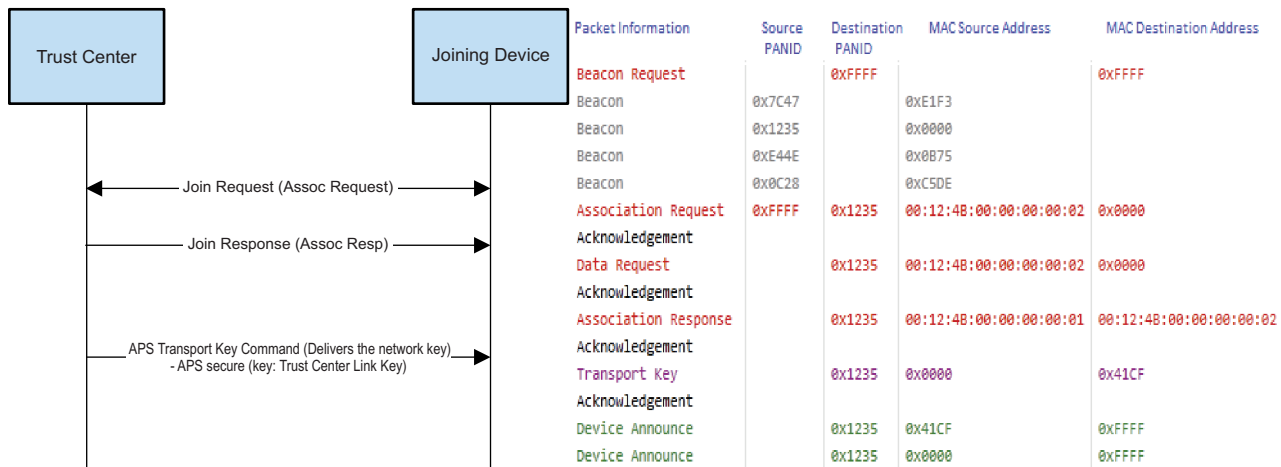 Trust Center
Joining Device
Join Request (Assoc Request)
Join Response (Assoc Resp)
APS Transport Key Command (Delivers the network key)
- APS secure (key: Trust Center Link Key)
Packet Information Source PANID Destination PANID MAC Source Address MAC Destination Address
Beacon Request 0xFFFF 0xFFFF
Beacon 0x7C47 0xE1F3
Beacon 0x1235 0x0000
Beacon 0xE44E 0x0B75
Beacon 0x0C28 0xC5DE
Association Request 0xFFFF 0x1235 00:12:4B:00:00:00:00:02 0x0000
Acknowledgement
Data Request 0x1235 00:12:4B:00:00:00:00:02 0x0000
Acknowledgement
Association Response 0x1235 00:12:4B:00:00:00:00:01 00:12:4B:00:00:00:00:02
Acknowledgement
Transport Key 0x1235 0x0000 0x41CF
Acknowledgement
Device Announce 0x1235 0x41CF 0xFFFF
Device Announce 0x1235 0x0000 0xFFFF